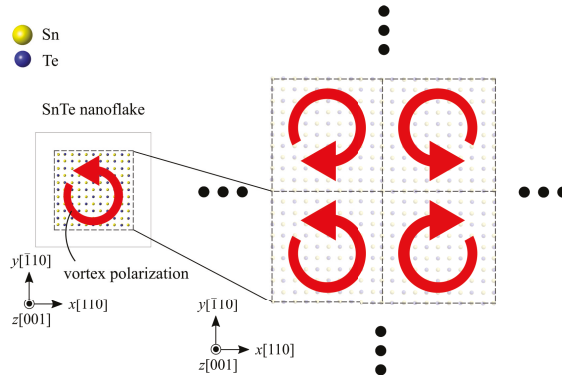 Sn
Te
SnTe nanoflake
vortex polarization
y[1̄10]
x[110]
z[001]
y[1̄10]
x[110]
z[001]